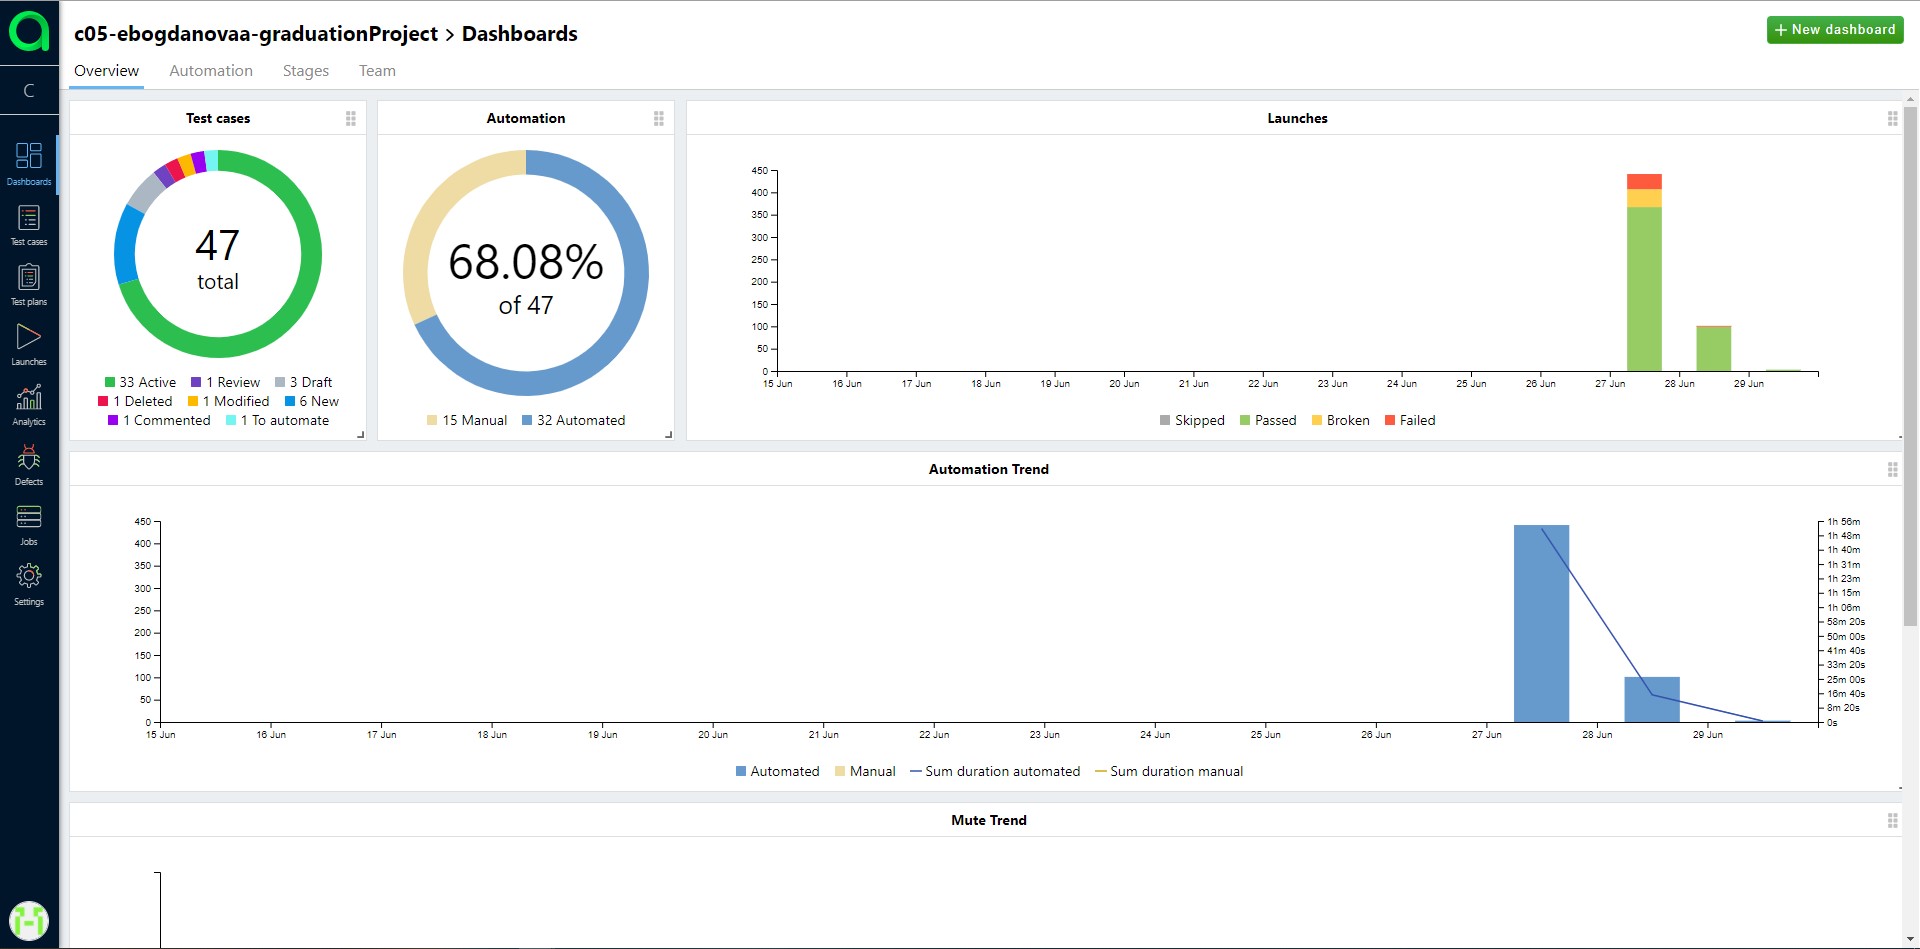 c05-ebogdanovaa-graduationProject > Dashboards
+ New dashboard
Overview Automation Stages Team
C
Dashboards
Test cases
Test plans
Launches
Analytics
Defects
Jobs
Settings
Test cases
47
total
33 Active 1 Review 3 Draft
1 Deleted 1 Modified 6 New
1 Commented 1 To automate
Automation
68.08%
of 47
15 Manual 32 Automated
Launches
450
400
350
300
250
200
150
100
50
0
15 Jun 16 Jun 17 Jun 18 Jun 19 Jun 20 Jun 21 Jun 22 Jun 23 Jun 24 Jun 25 Jun 26 Jun 27 Jun 28 Jun 29 Jun
Skipped Passed Broken Failed
Automation Trend
450
400
350
300
250
200
150
100
50
0
1h 56m
1h 48m
1h 40m
1h 31m
1h 23m
1h 15m
1h 06m
58m 20s
50m 00s
41m 40s
33m 20s
25m 00s
16m 40s
8m 20s
0s
15 Jun 16 Jun 17 Jun 18 Jun 19 Jun 20 Jun 21 Jun 22 Jun 23 Jun 24 Jun 25 Jun 26 Jun 27 Jun 28 Jun 29 Jun
Automated Manual Sum duration automated Sum duration manual
Mute Trend